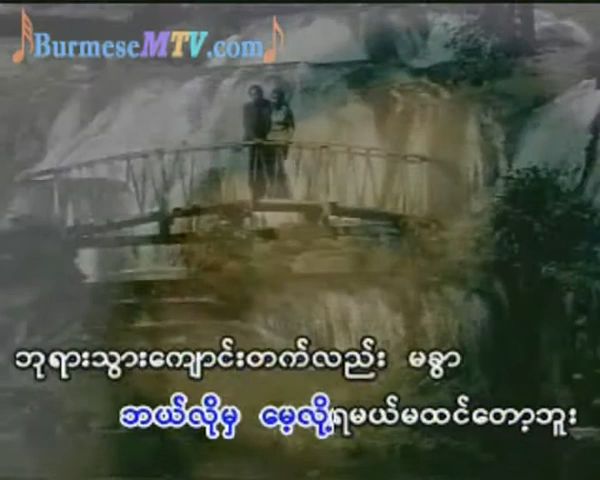 BurmeseMTV.com
ဘုရားသွားကျောင်းတက်လည်း မခွာ
ဘယ်လိုမှ မေ့လို့ရမယ်မထင်တော့ဘူး